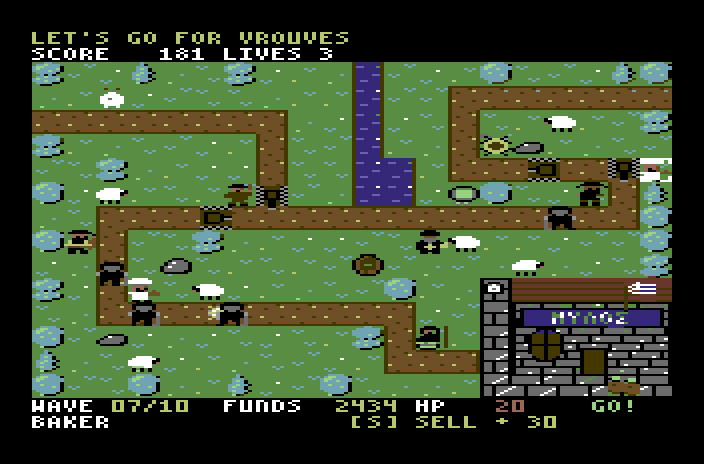 LET'S GO FOR VROUVES
SCORE 181 LIVES 3
WAVE 07/10 FUNDS 2434 HP 20 GO!
BAKER [S] SELL + 30